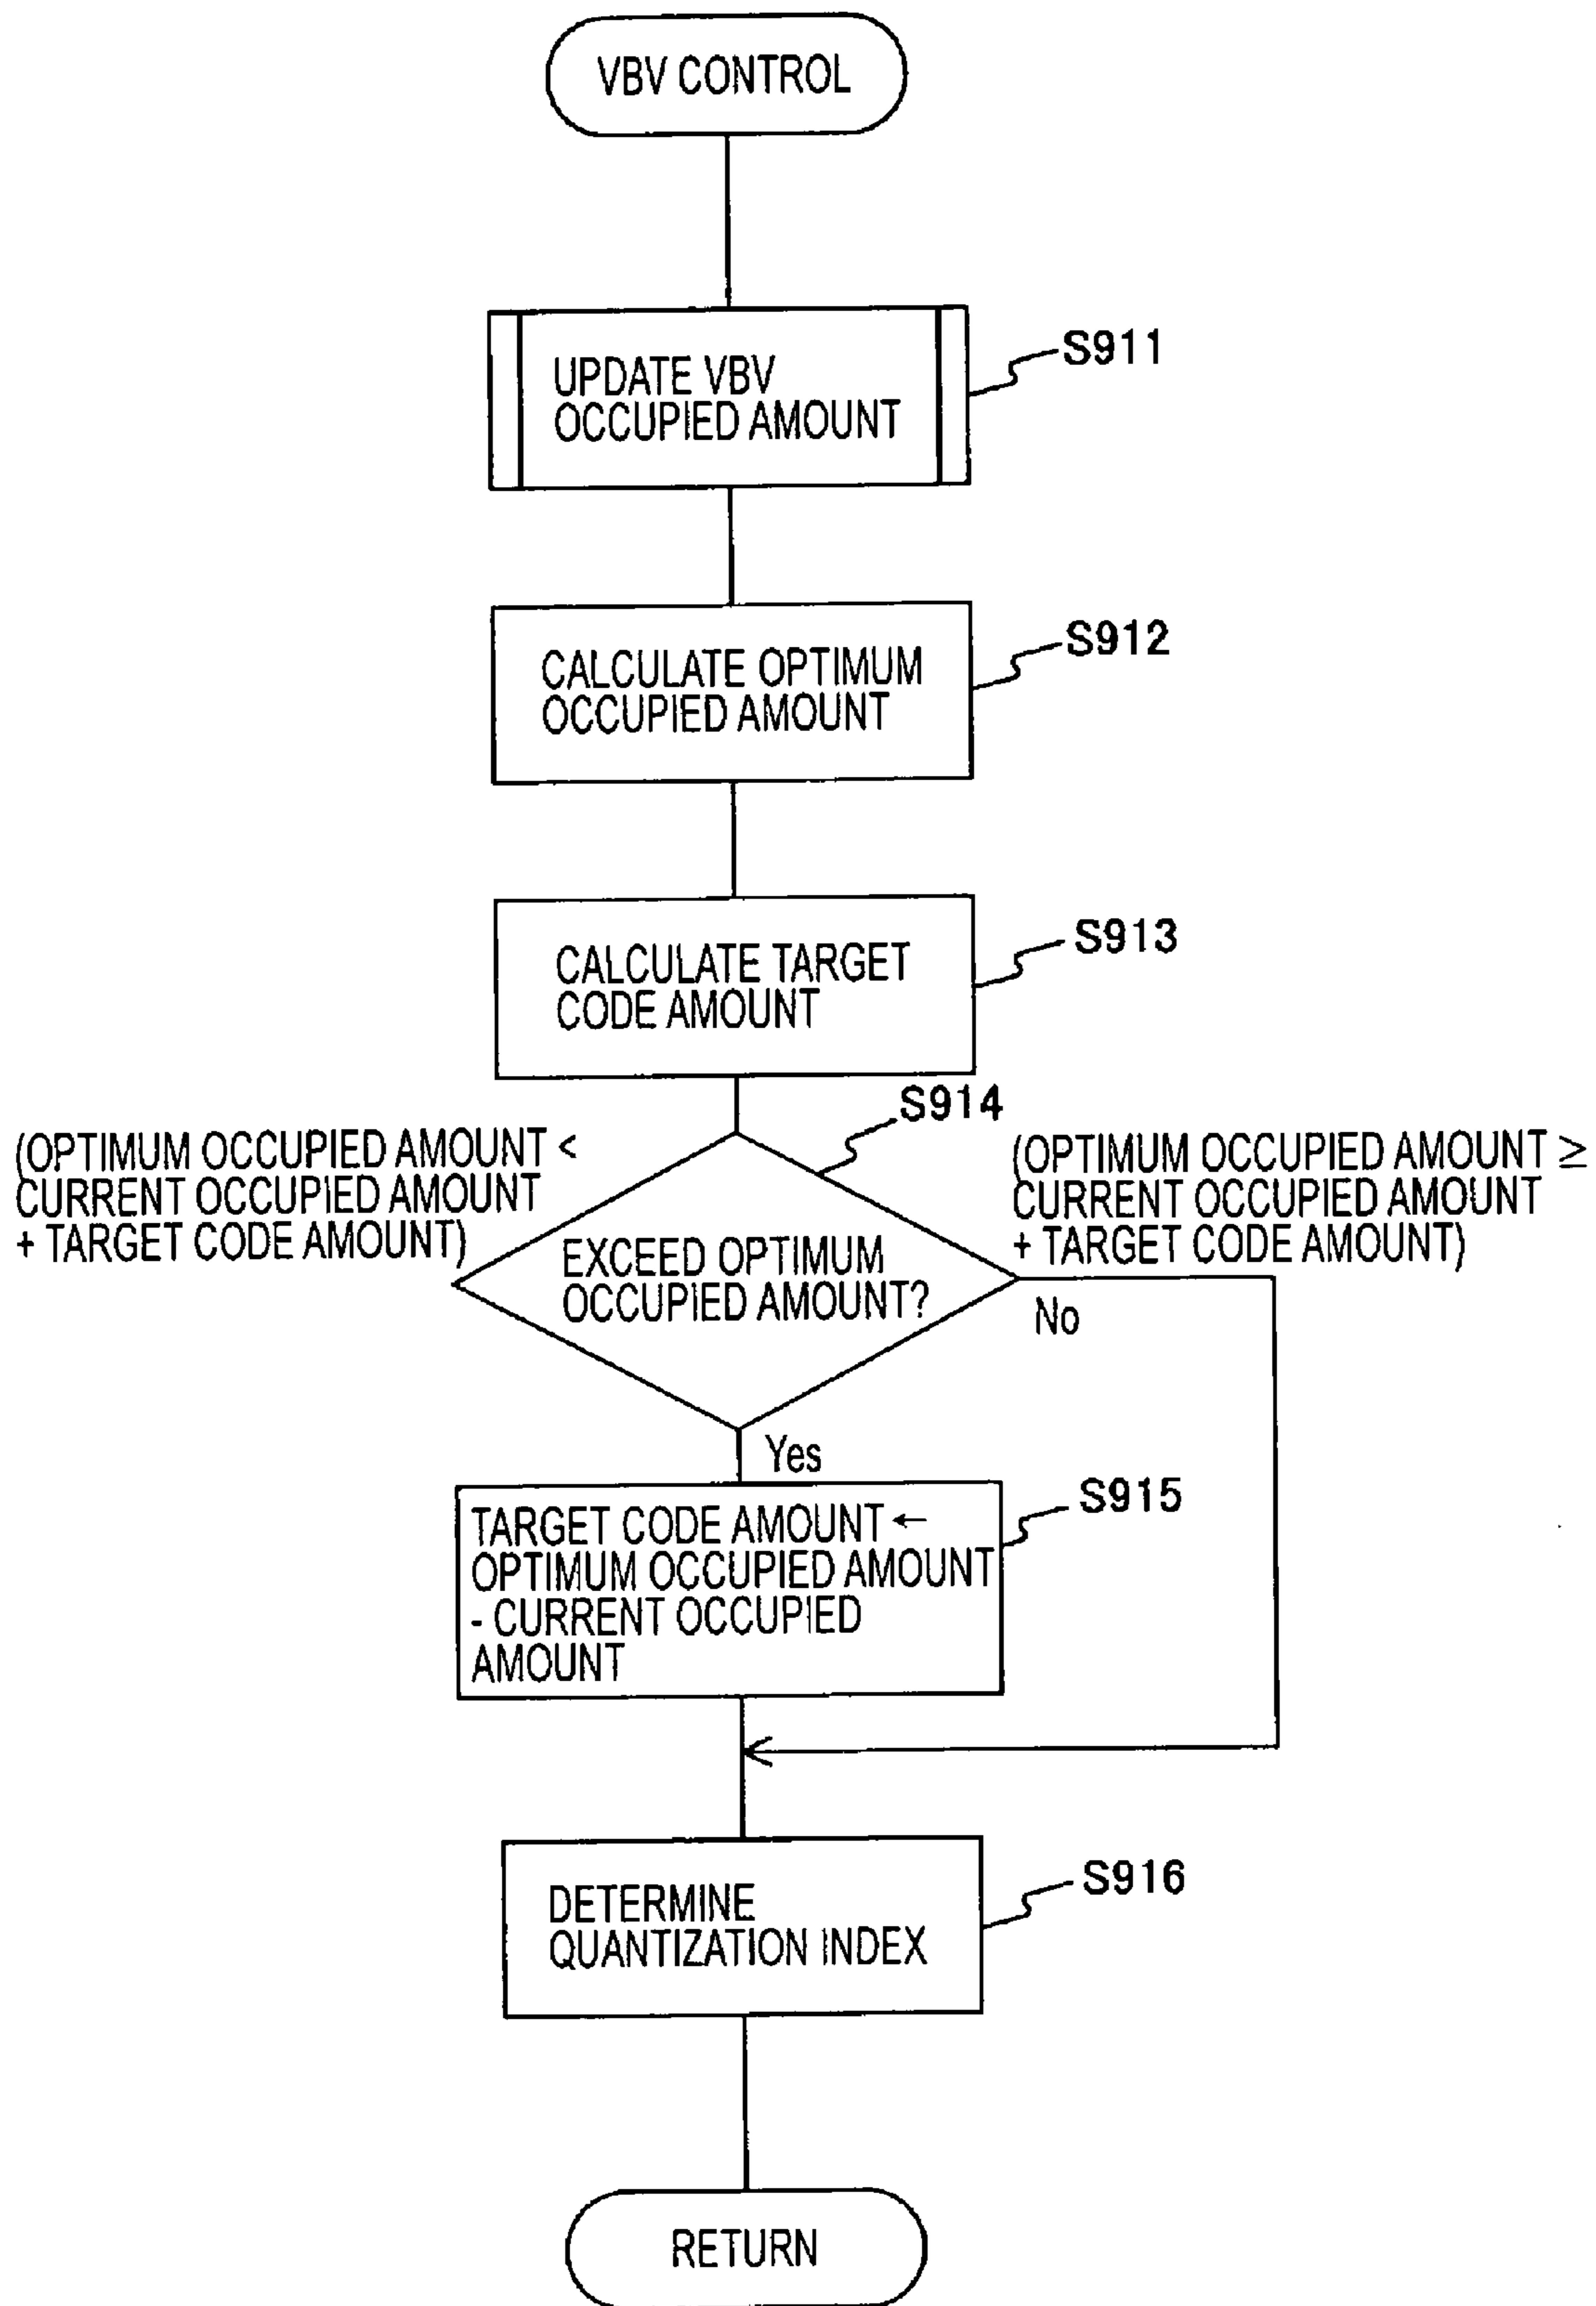 VBV CONTROL
UPDATE VBV
OCCUPIED AMOUNT
S911
CALCULATE OPTIMUM
OCCUPIED AMOUNT
S912
CALCULATE TARGET
CODE AMOUNT
S913
S914
(OPTIMUM OCCUPIED AMOUNT <
CURRENT OCCUPIED AMOUNT
+ TARGET CODE AMOUNT)
(OPTIMUM OCCUPIED AMOUNT ≥
CURRENT OCCUPIED AMOUNT
+ TARGET CODE AMOUNT)
EXCEED OPTIMUM
OCCUPIED AMOUNT?
No
Yes
S915
TARGET CODE AMOUNT ←
OPTIMUM OCCUPIED AMOUNT
- CURRENT OCCUPIED
AMOUNT
DETERMINE
QUANTIZATION INDEX
S916
RETURN